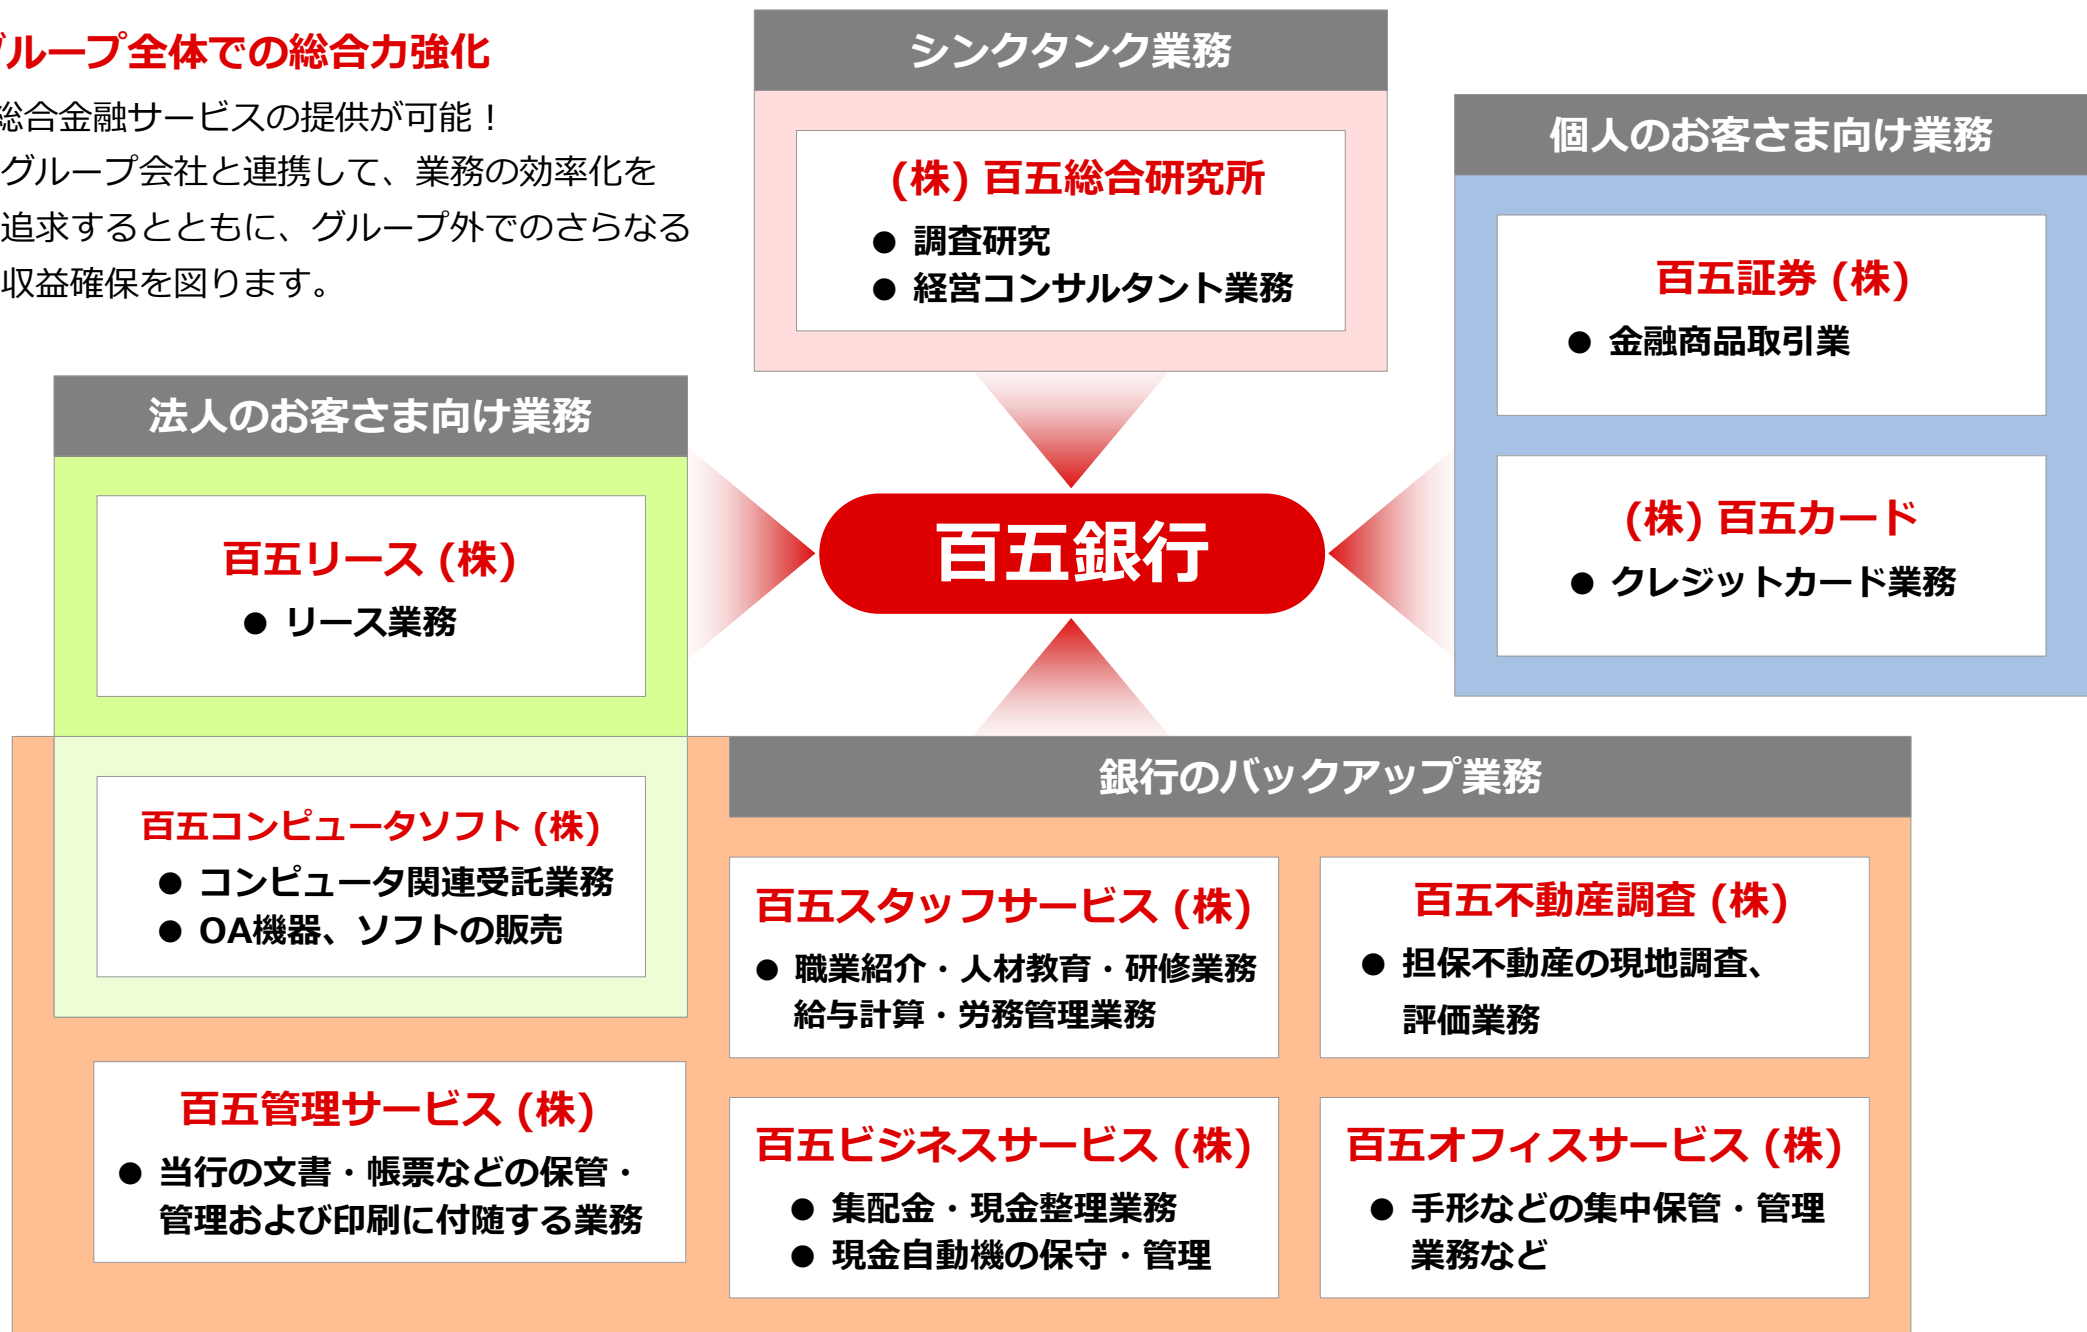 グループ全体での総合力強化
総合金融サービスの提供が可能！
グループ会社と連携して、業務の効率化を
追求するとともに、グループ外でのさらなる
収益確保を図ります。
シンクタンク業務
(株) 百五総合研究所
● 調査研究
● 経営コンサルタント業務
個人のお客さま向け業務
百五証券 (株)
● 金融商品取引業
(株) 百五カード
● クレジットカード業務
法人のお客さま向け業務
百五リース (株)
● リース業務
百五銀行
百五コンピュータソフト (株)
● コンピュータ関連受託業務
● OA機器、ソフトの販売
銀行のバックアップ業務
百五スタッフサービス (株)
● 職業紹介・人材教育・研修業務
給与計算・労務管理業務
百五不動産調査 (株)
● 担保不動産の現地調査、
評価業務
百五管理サービス (株)
● 当行の文書・帳票などの保管・
管理および印刷に付随する業務
百五ビジネスサービス (株)
● 集配金・現金整理業務
● 現金自動機の保守・管理
百五オフィスサービス (株)
● 手形などの集中保管・管理
業務など